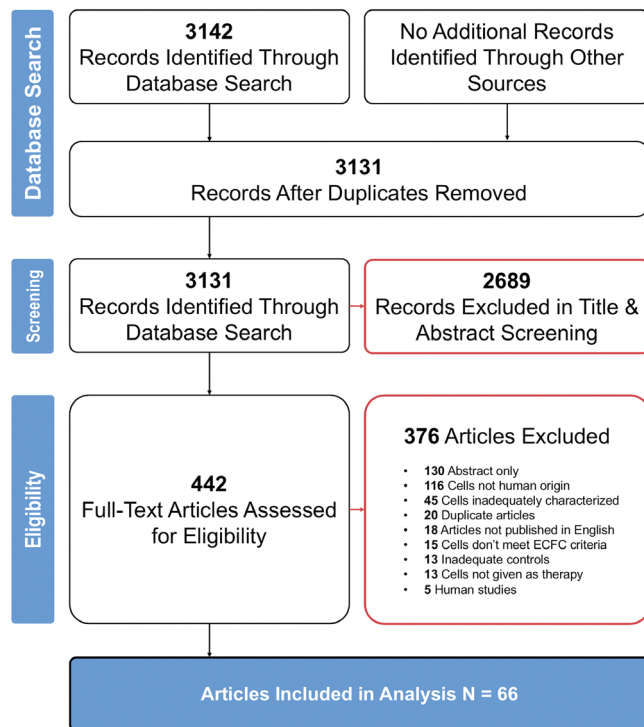 Database Search
3142
Records Identified Through
Database Search
No Additional Records
Identified Through Other
Sources
3131
Records After Duplicates Removed
Screening
3131
Records Identified Through
Database Search
2689
Records Excluded in Title &
Abstract Screening
Eligibility
442
Full-Text Articles Assessed
for Eligibility
376 Articles Excluded
• 130 Abstract only
• 116 Cells not human origin
• 45 Cells inadequately characterized
• 20 Duplicate articles
• 18 Articles not published in English
• 15 Cells don't meet ECFC criteria
• 13 Inadequate controls
• 13 Cells not given as therapy
• 5 Human studies
Articles Included in Analysis N = 66